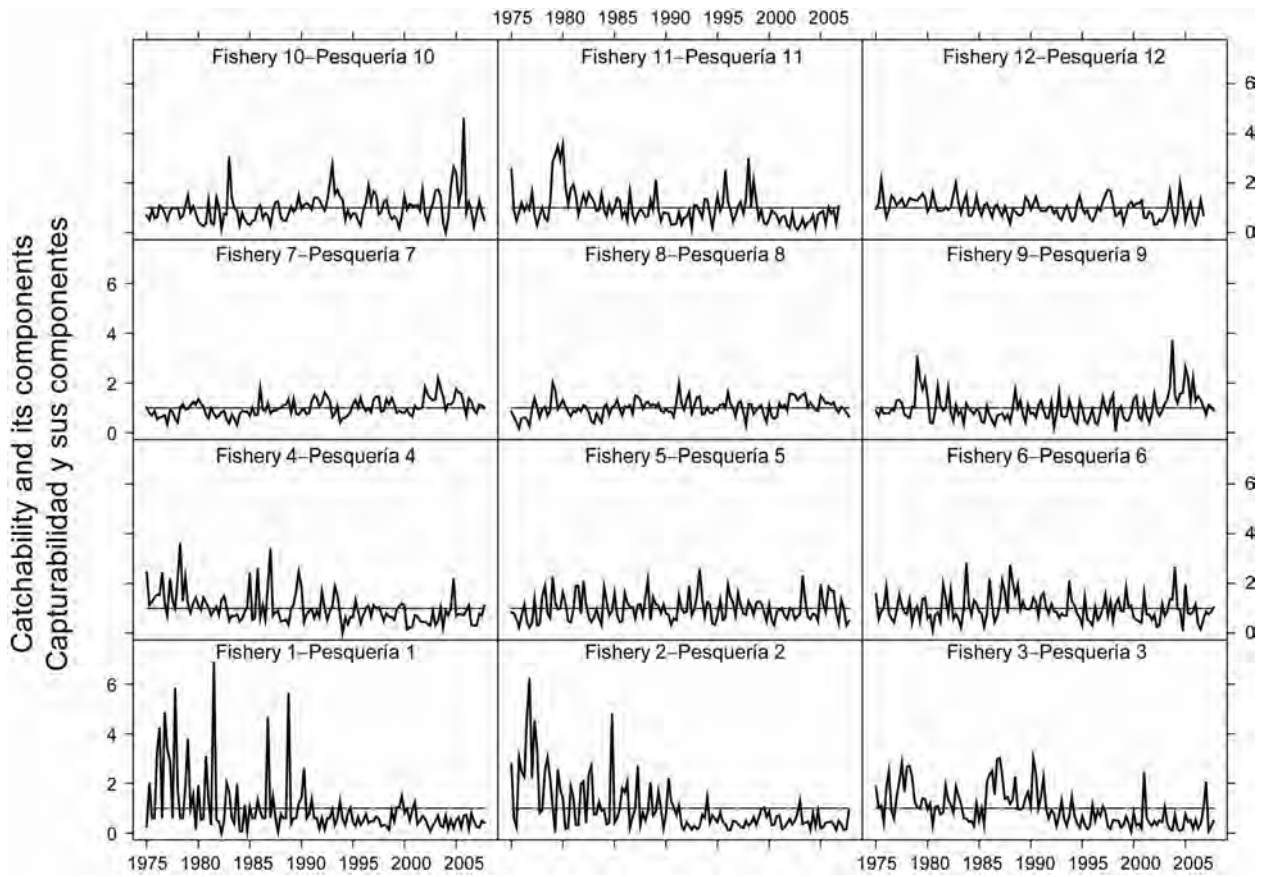 1975 1980 1985 1990 1995 2000 2005
Fishery 10–Pesquería 10
Fishery 11–Pesquería 11
Fishery 12–Pesquería 12
6
4
2
0
Fishery 7–Pesquería 7
Fishery 8–Pesquería 8
Fishery 9–Pesquería 9
6
4
2
0
Catchability and its components
Capturabilidad y sus componentes
Fishery 4–Pesquería 4
Fishery 5–Pesquería 5
Fishery 6–Pesquería 6
6
4
2
0
Fishery 1–Pesquería 1
Fishery 2–Pesquería 2
Fishery 3–Pesquería 3
6
4
2
0
1975 1980 1985 1990 1995 2000 2005
1975 1980 1985 1990 1995 2000 2005